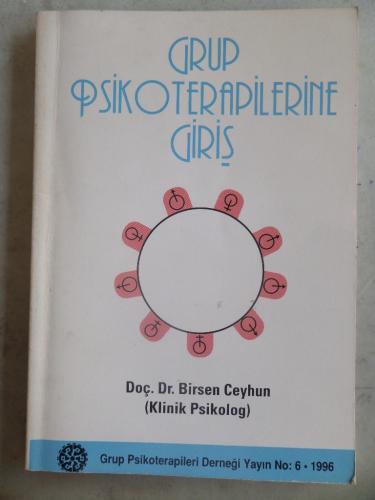 GRUP
PSİKOTERAPİLERİNE
GİRİŞ
Doç. Dr. Birsen Ceyhun
(Klinik Psikolog)
Grup Psikoterapileri Derneği Yayın No: 6 • 1996